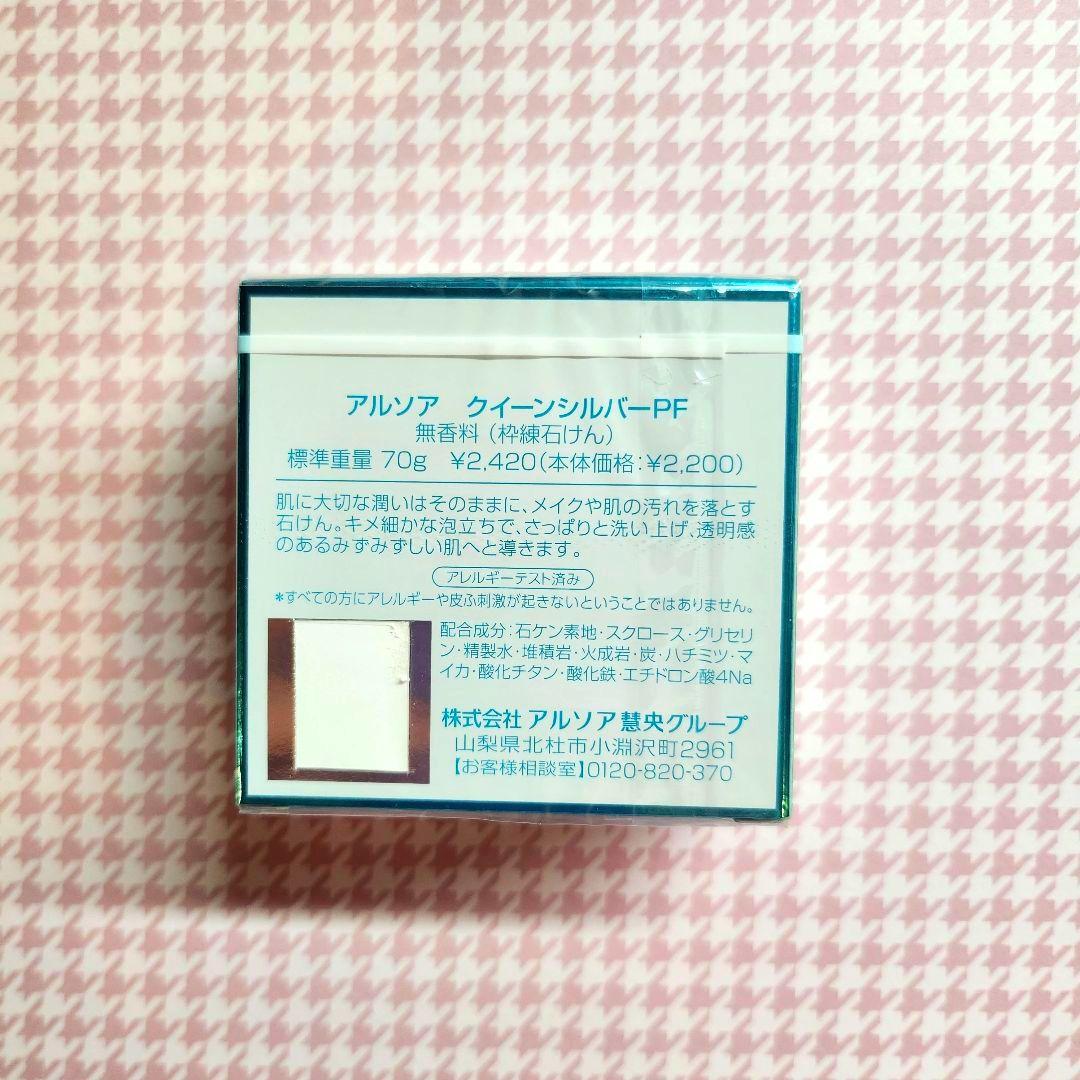 アルソア　クイーンシルバーPF
無香料（枠練石けん）
標準重量 70g　¥2,420（本体価格：¥2,200）
肌に大切な潤いはそのままに、メイクや肌の汚れを落とす
石けん。キメ細かな泡立ちで、さっぱりと洗い上げ、透明感
のあるみずみずしい肌へと導きます。
アレルギーテスト済み
*すべての方にアレルギーや皮ふ刺激が起きないということではありません。
配合成分：石ケン素地・スクロース・グリセリ
ン・精製水・堆積岩・火成岩・炭・ハチミツ・マ
イカ・酸化チタン・酸化鉄・エチドロン酸4Na
株式会社 アルソア慧央グループ
山梨県北杜市小淵沢町2961
【お客様相談室】0120-820-370